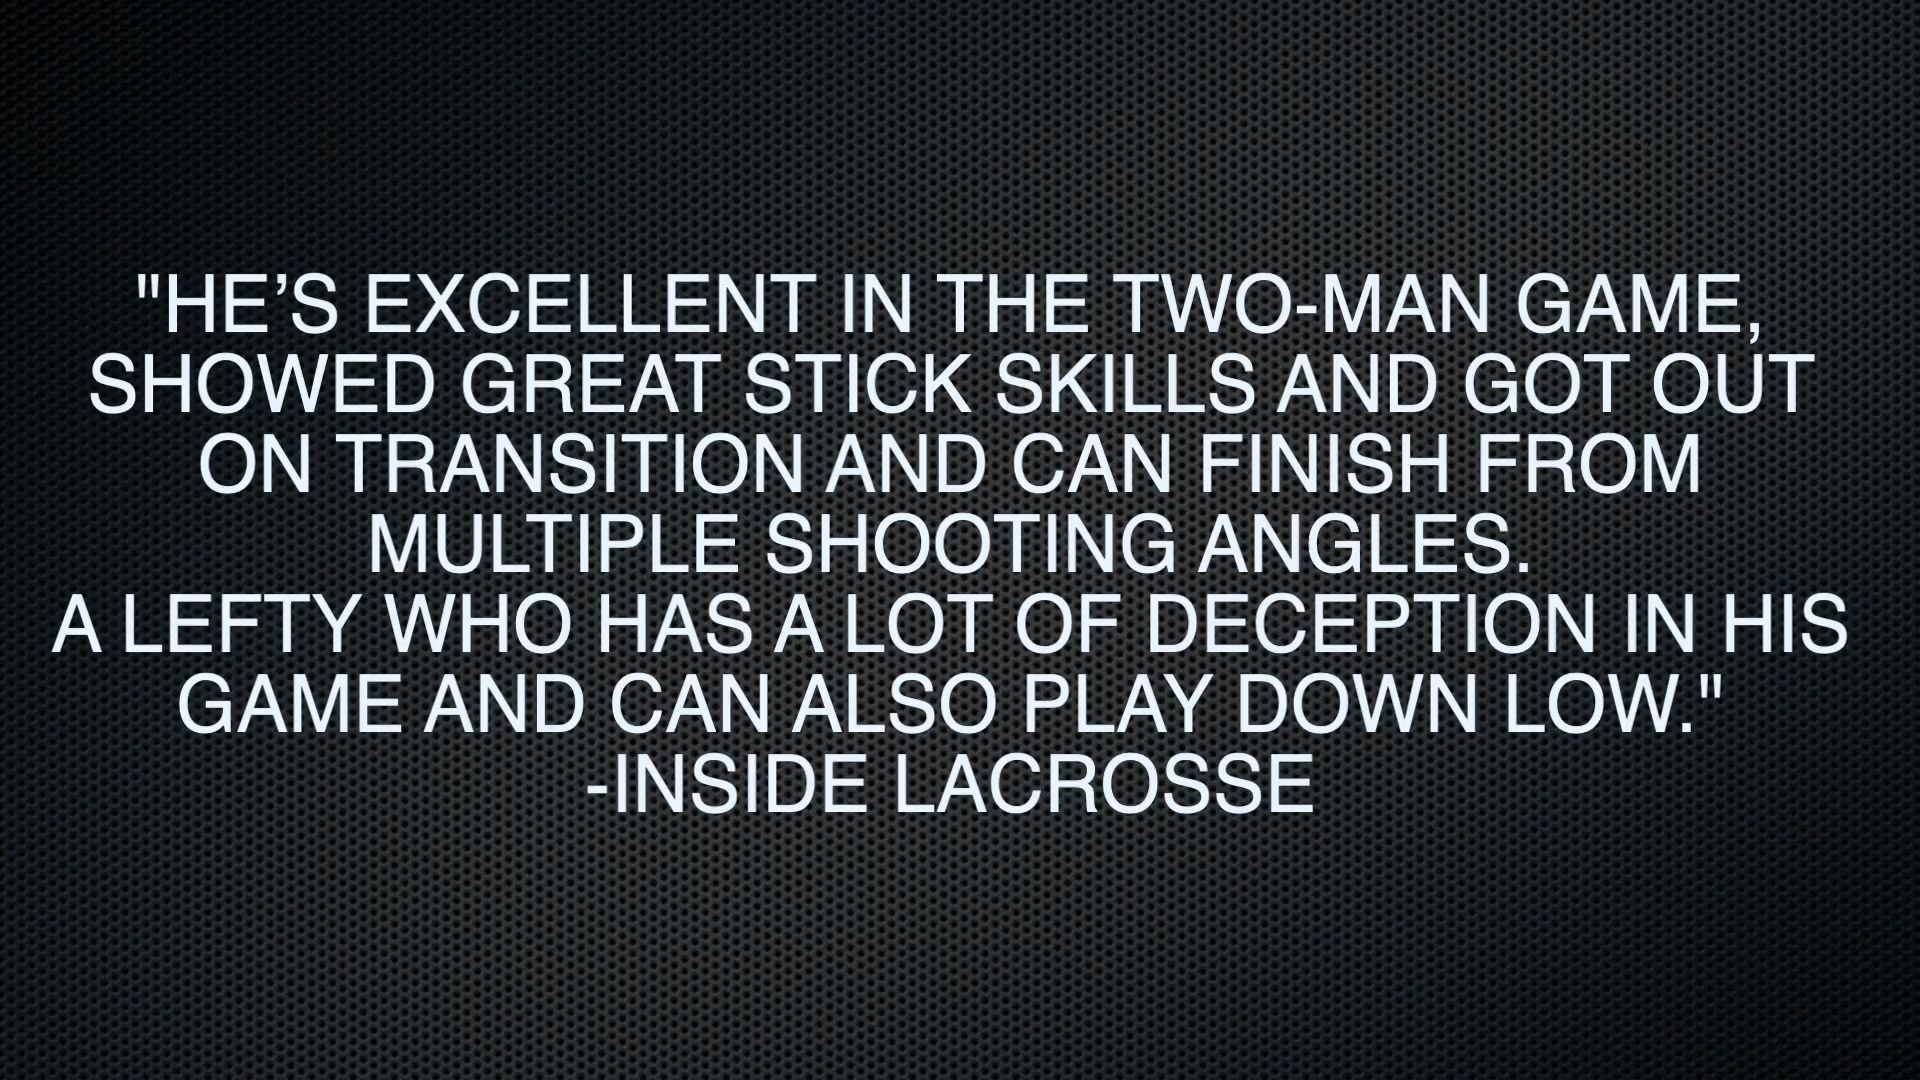 "HE’S EXCELLENT IN THE TWO-MAN GAME,
SHOWED GREAT STICK SKILLS AND GOT OUT
ON TRANSITION AND CAN FINISH FROM
MULTIPLE SHOOTING ANGLES.
A LEFTY WHO HAS A LOT OF DECEPTION IN HIS
GAME AND CAN ALSO PLAY DOWN LOW."
-INSIDE LACROSSE